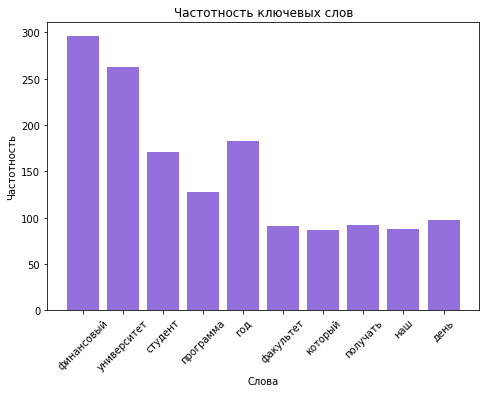 Частотность ключевых слов
300
250
200
150
100
50
0
Частотность
финансовый
университет
студент
программа
год
факультет
который
получать
наш
день
Слова